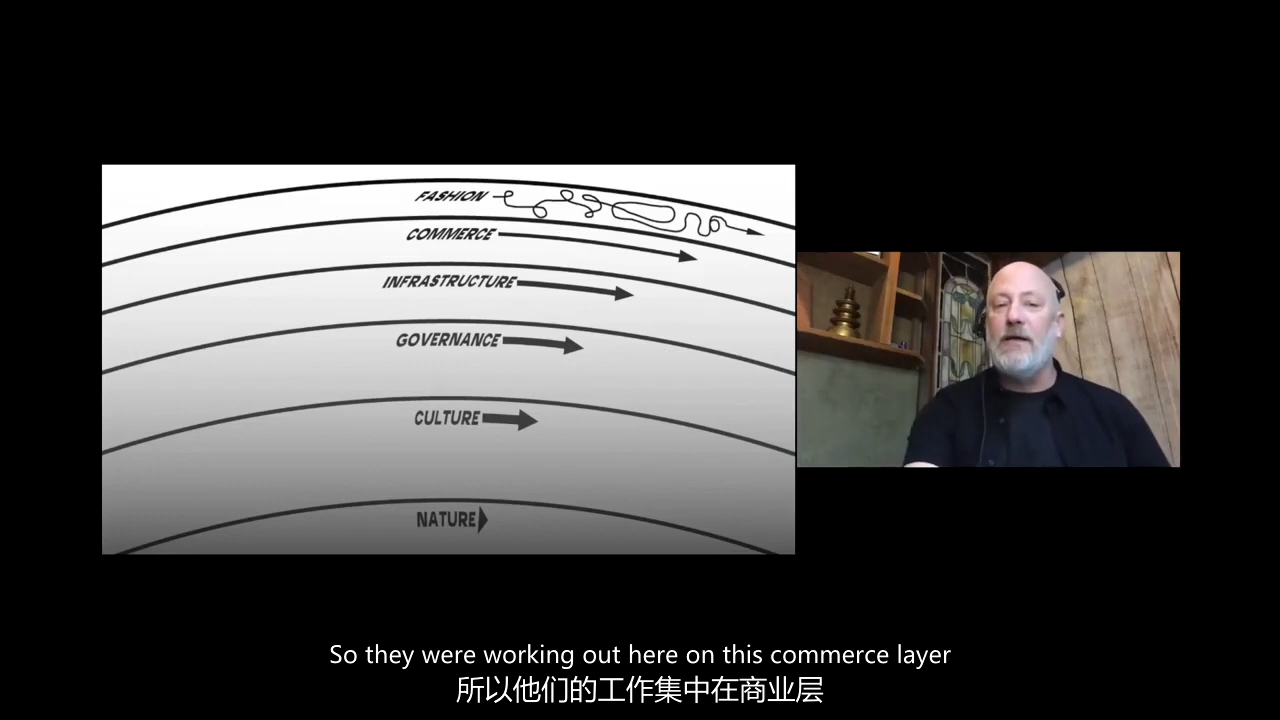 FASHION
COMMERCE
INFRASTRUCTURE
GOVERNANCE
CULTURE
NATURE
So they were working out here on this commerce layer
所以他们的工作集中在商业层